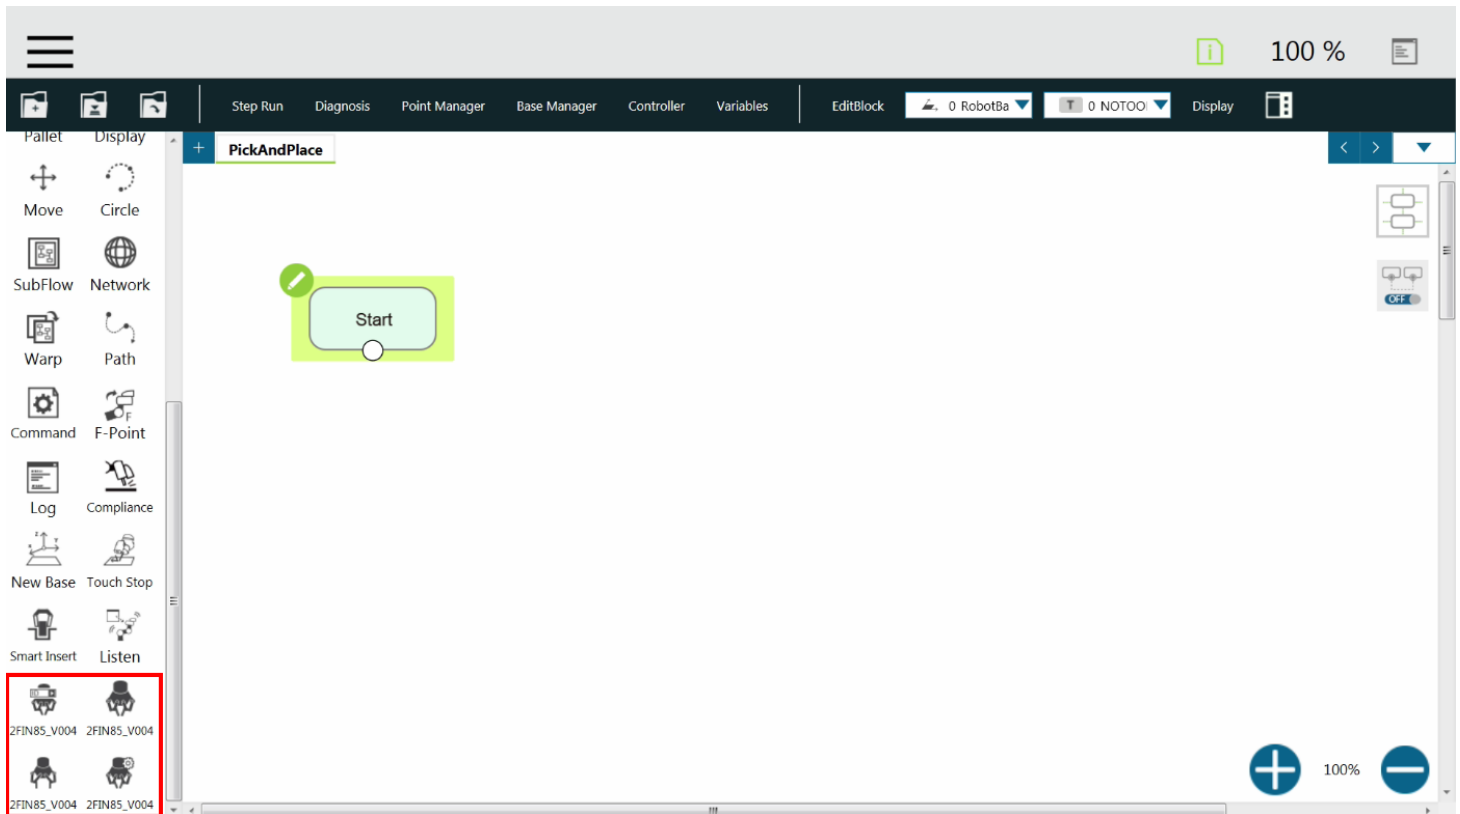 100 %
Step Run Diagnosis Point Manager Base Manager Controller Variables EditBlock 0 RobotBa T 0 NOTOO Display
Pallet Display
+ PickAndPlace
Move Circle
SubFlow Network
OFF
Start
Warp Path
Command F-Point
Log Compliance
New Base Touch Stop
Smart Insert Listen
2FIN85_V004 2FIN85_V004
100%
2FIN85_V004 2FIN85_V004